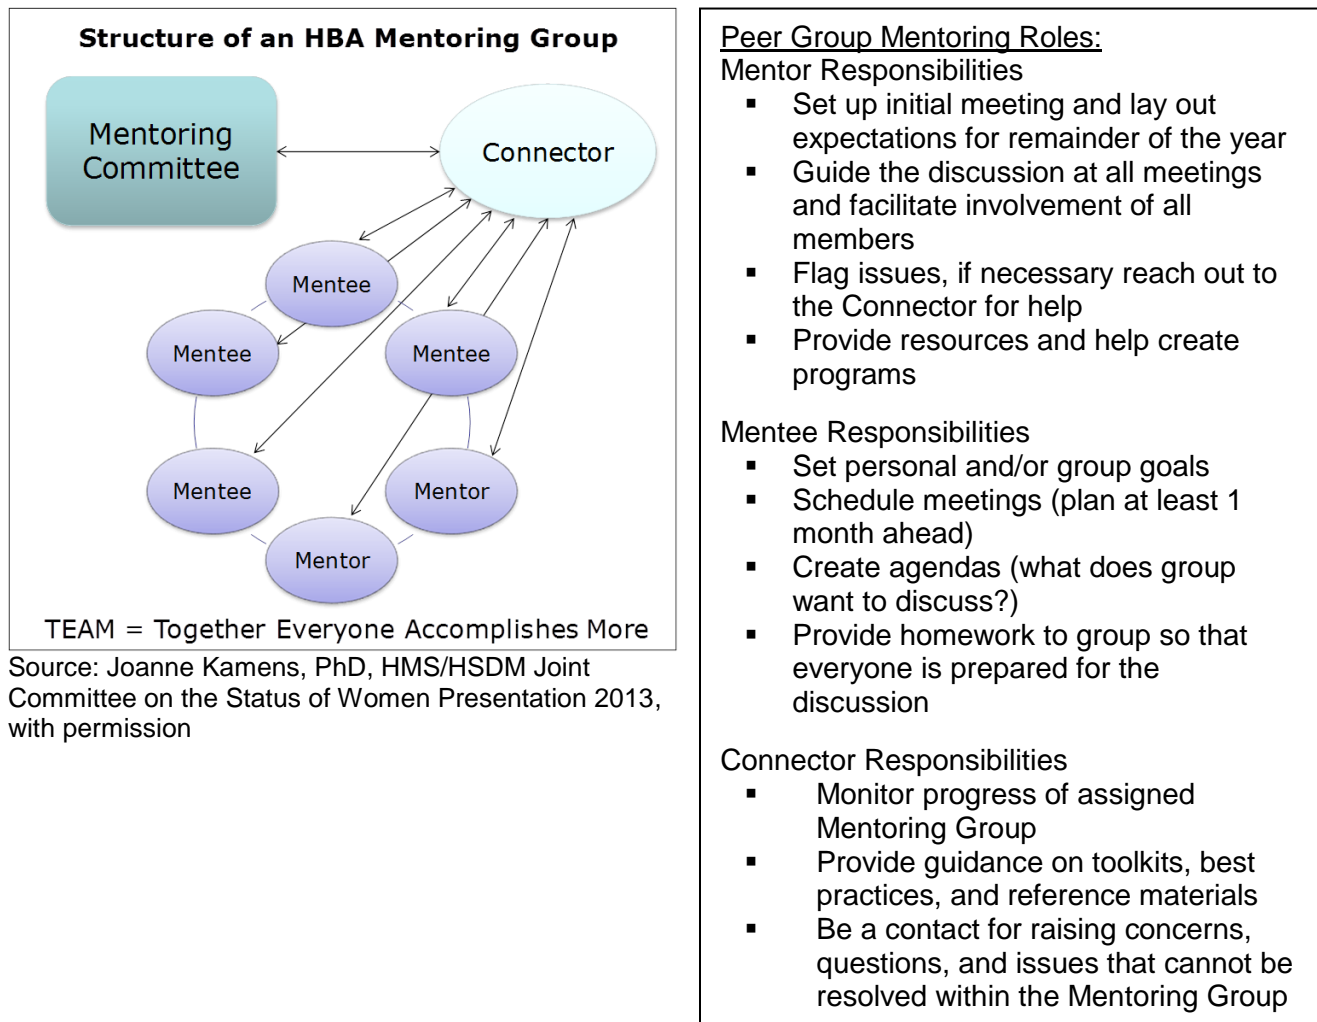 Structure of an HBA Mentoring Group
Mentoring
Committee
Connector
Mentee
Mentee
Mentee
Mentee
Mentor
Mentor
TEAM = Together Everyone Accomplishes More
Source: Joanne Kamens, PhD, HMS/HSDM Joint
Committee on the Status of Women Presentation 2013,
with permission
Peer Group Mentoring Roles:
Mentor Responsibilities
▪ Set up initial meeting and lay out
expectations for remainder of the year
▪ Guide the discussion at all meetings
and facilitate involvement of all
members
▪ Flag issues, if necessary reach out to
the Connector for help
▪ Provide resources and help create
programs
Mentee Responsibilities
▪ Set personal and/or group goals
▪ Schedule meetings (plan at least 1
month ahead)
▪ Create agendas (what does group
want to discuss?)
▪ Provide homework to group so that
everyone is prepared for the
discussion
Connector Responsibilities
▪ Monitor progress of assigned
Mentoring Group
▪ Provide guidance on toolkits, best
practices, and reference materials
▪ Be a contact for raising concerns,
questions, and issues that cannot be
resolved within the Mentoring Group